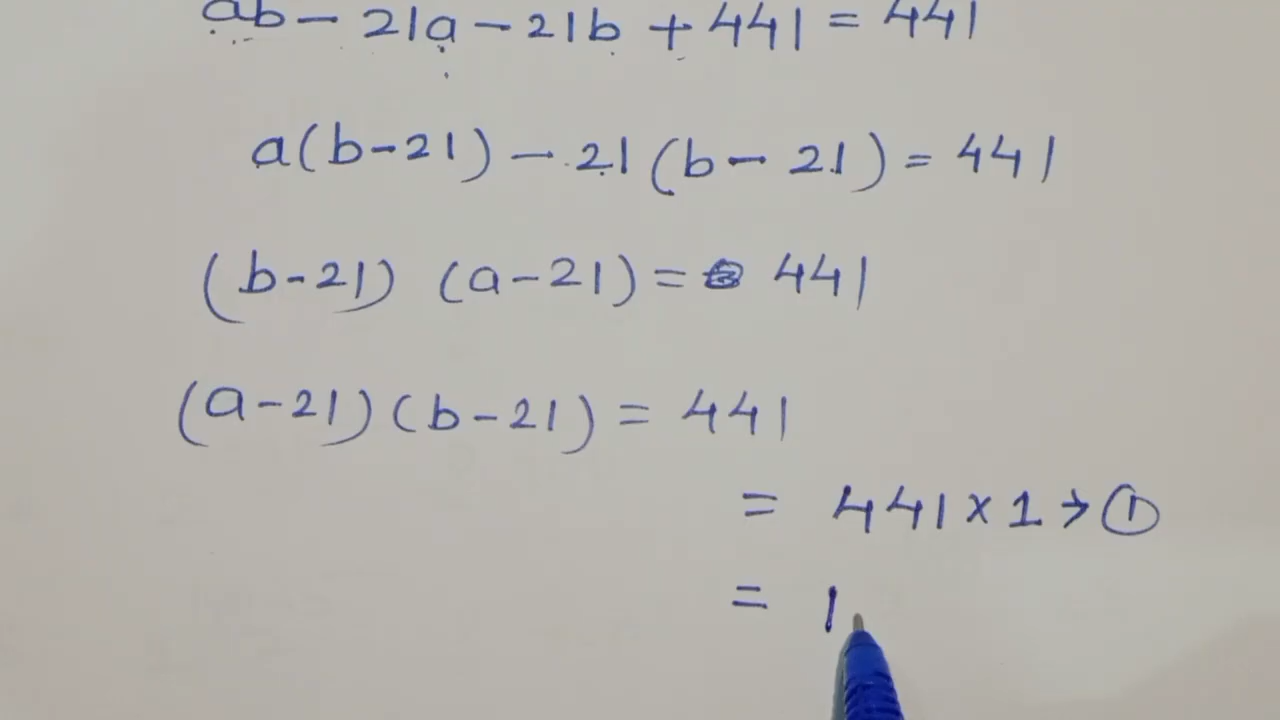 ab - 21a - 21b + 441 = 441
a(b-21) - 21(b - 21) = 441
(b-21) (a-21) = 441
(a-21)(b-21) = 441
= 441 × 1 → ①
= 1